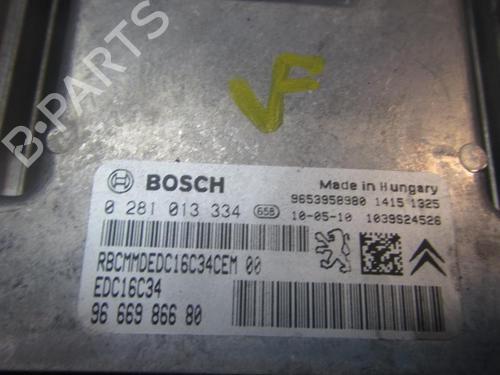 B-PARTS
VF
BOSCH
0 281 013 334 658
Made in Hungary
9653958980 1415 1325
10-05-10 1039S24526
RBCMMDEDC16C34CEM 00
EDC16C34
96 669 866 80